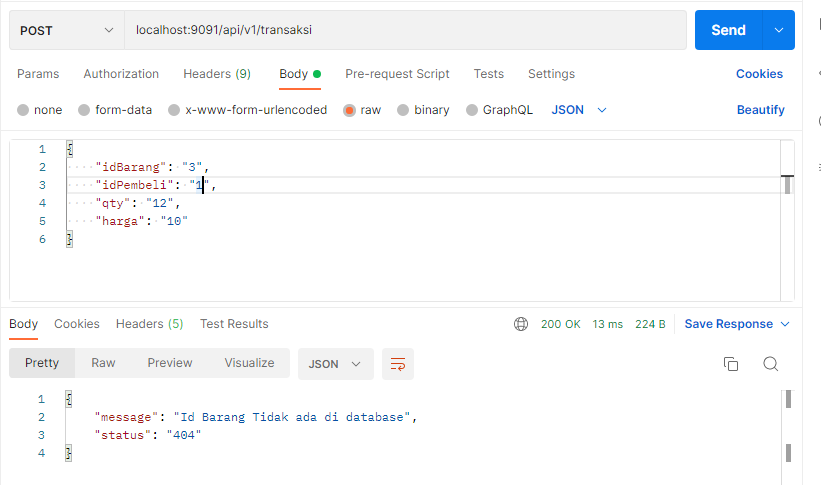 POST localhost:9091/api/v1/transaksi Send
Params Authorization Headers (9) Body Pre-request Script Tests Settings Cookies
none form-data x-www-form-urlencoded raw binary GraphQL JSON Beautify
1 {
2 "idBarang": "3",
3 "idPembeli": "1",
4 "qty": "12",
5 "harga": "10"
6 }
Body Cookies Headers (5) Test Results 200 OK 13 ms 224 B Save Response
Pretty Raw Preview Visualize JSON
1 {
2 "message": "Id Barang Tidak ada di database",
3 "status": "404"
4 }